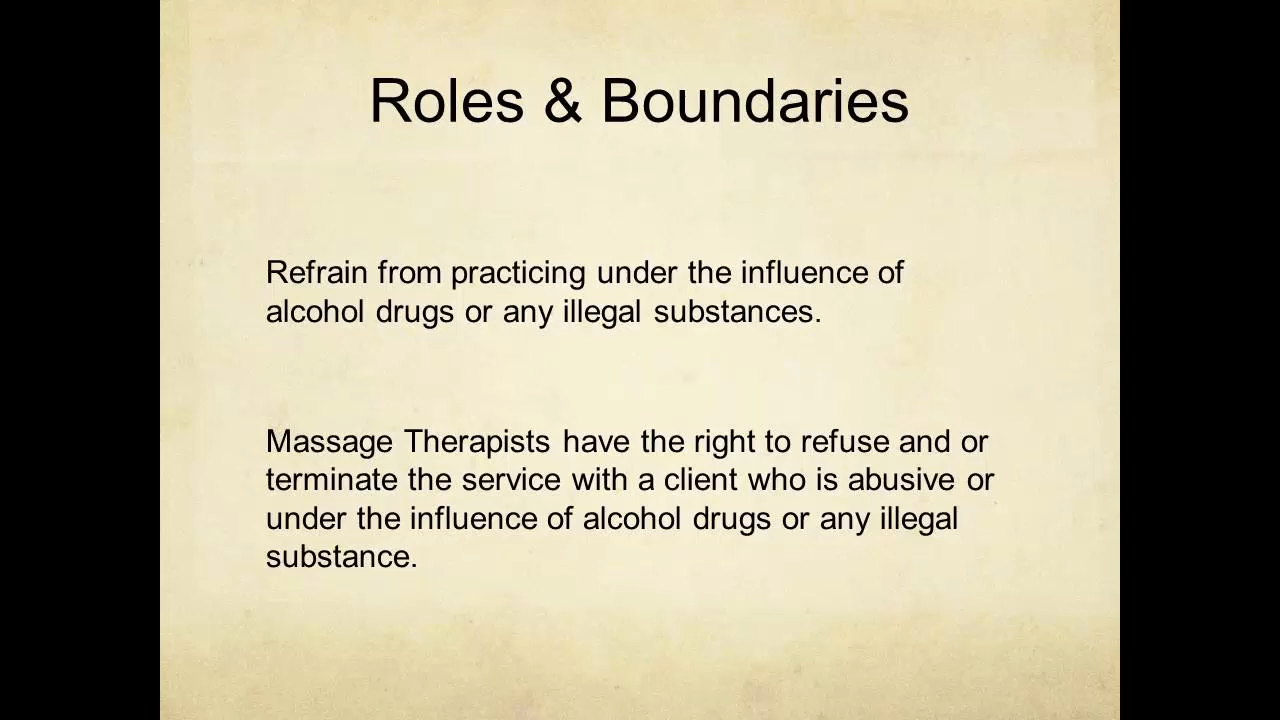 Roles & Boundaries
Refrain from practicing under the influence of
alcohol drugs or any illegal substances.
Massage Therapists have the right to refuse and or
terminate the service with a client who is abusive or
under the influence of alcohol drugs or any illegal
substance.